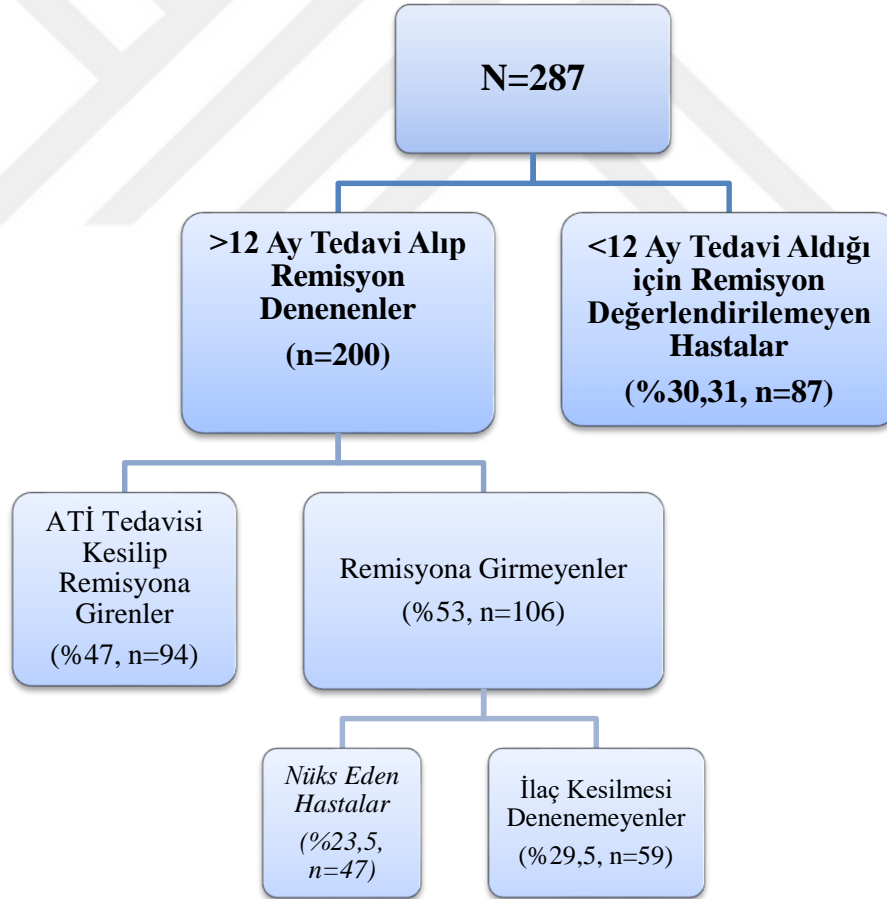 N=287
>12 Ay Tedavi Alıp
Remisyon
Denenenler
(n=200)
<12 Ay Tedavi Aldığı
için Remisyon
Değerlendirilemeyen
Hastalar
(%30,31, n=87)
ATİ Tedavisi
Kesilip
Remisyona
Girenler
(%47, n=94)
Remisyona Girmeyenler
(%53, n=106)
Nüks Eden
Hastalar
(%23,5,
n=47)
İlaç Kesilmesi
Denenemeyenler
(%29,5, n=59)